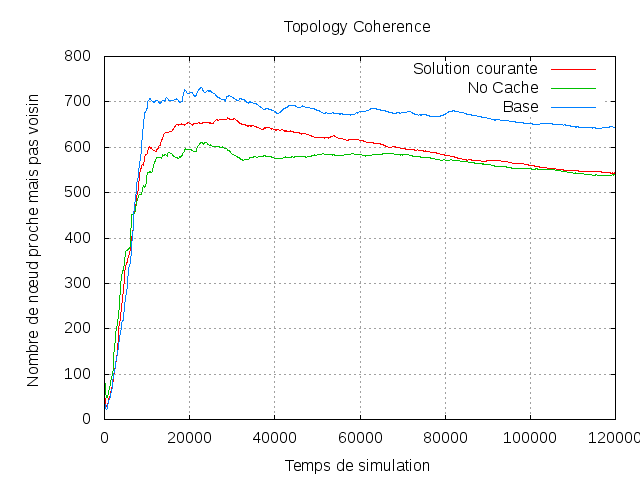 Topology Coherence
Solution courante
No Cache
Base
800
700
600
500
400
300
200
100
0
Nombre de nœud proche mais pas voisin
0 20000 40000 60000 80000 100000 120000
Temps de simulation